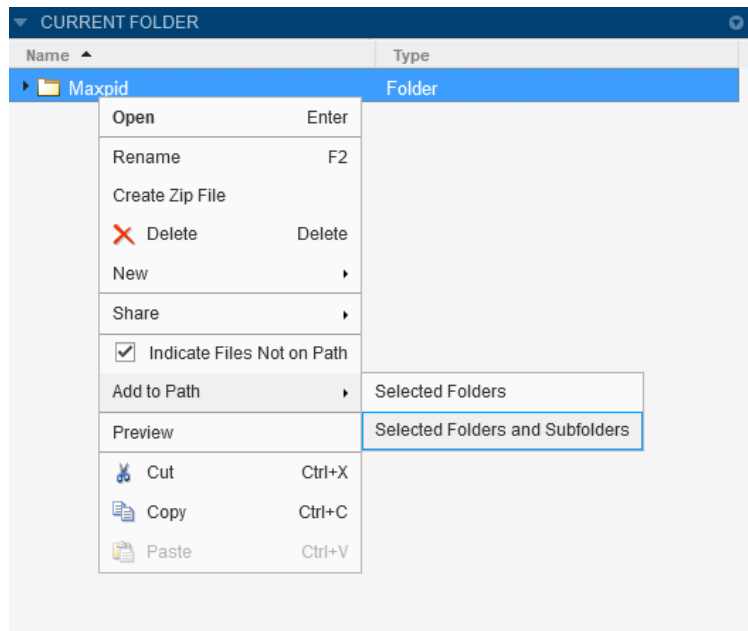 CURRENT FOLDER
Name Type
Maxpid Folder
Open Enter
Rename F2
Create Zip File
Delete Delete
New
Share
Indicate Files Not on Path
Add to Path Selected Folders
Preview Selected Folders and Subfolders
Cut Ctrl+X
Copy Ctrl+C
Paste Ctrl+V